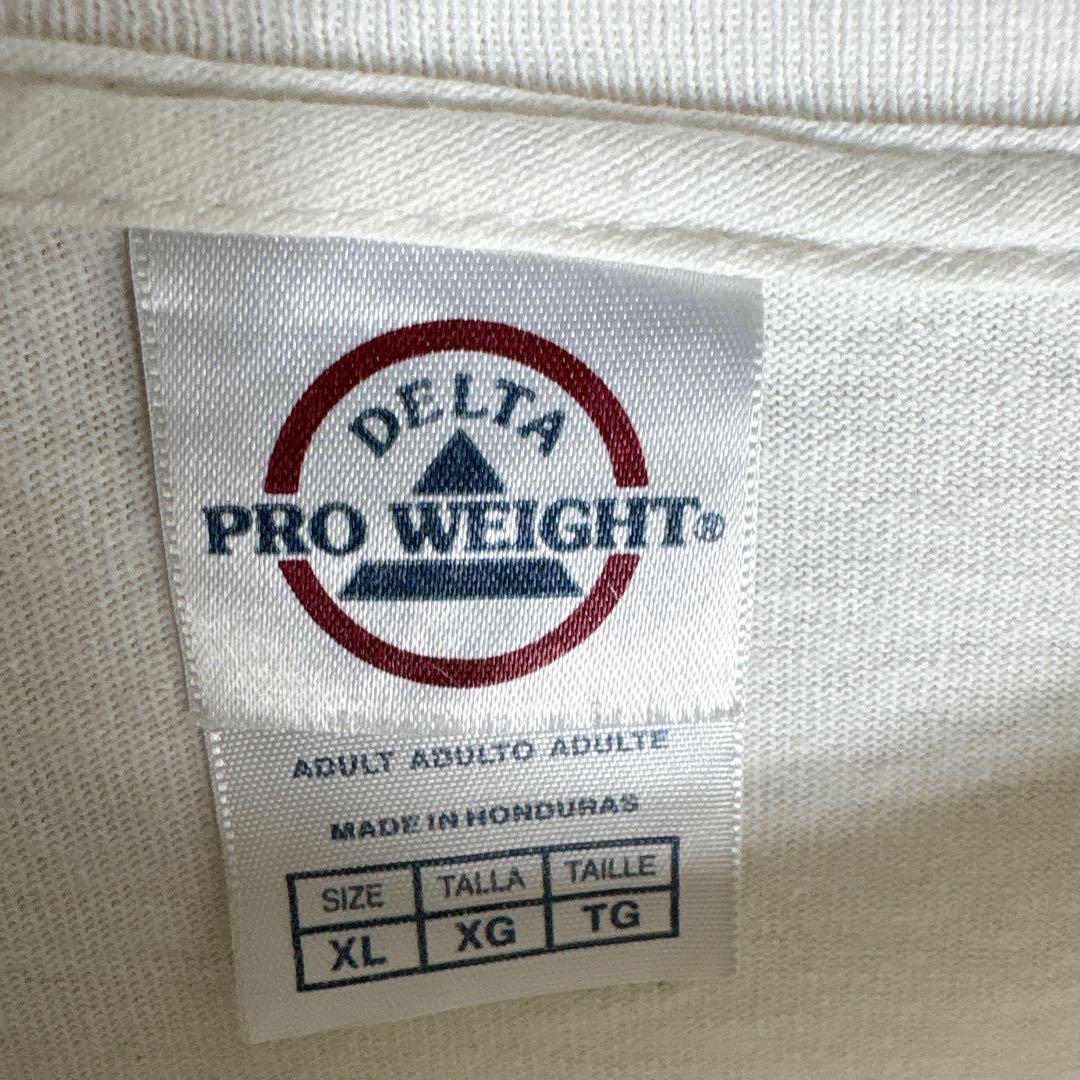 DELTA
PRO WEIGHT®
ADULT ADULTO ADULTE
MADE IN HONDURAS
SIZE TALLA TAILLE
XL XG TG